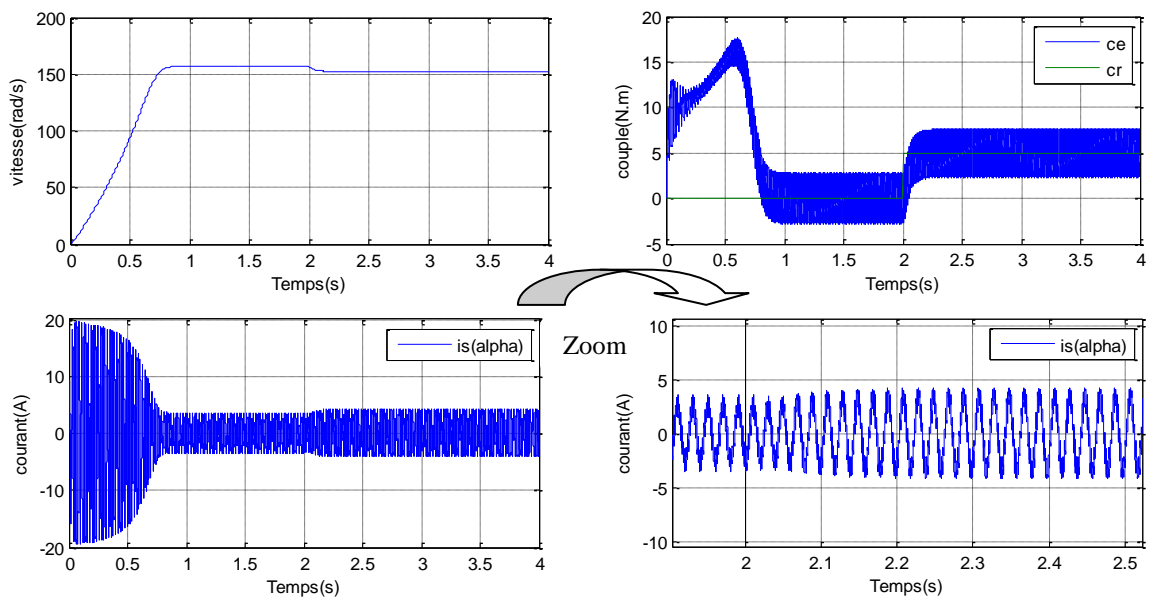 vitesse(rad/s)
200
150
100
50
0
0 0.5 1 1.5 2 2.5 3 3.5 4
Temps(s)
couple(N.m)
20
15
10
5
0
-5
ce
cr
0 0.5 1 1.5 2 2.5 3 3.5 4
Temps(s)
Zoom
courant(A)
20
10
0
-10
-20
is(alpha)
0 0.5 1 1.5 2 2.5 3 3.5 4
Temps(s)
courant(A)
10
5
0
-5
-10
is(alpha)
2 2.1 2.2 2.3 2.4 2.5
Temps(s)